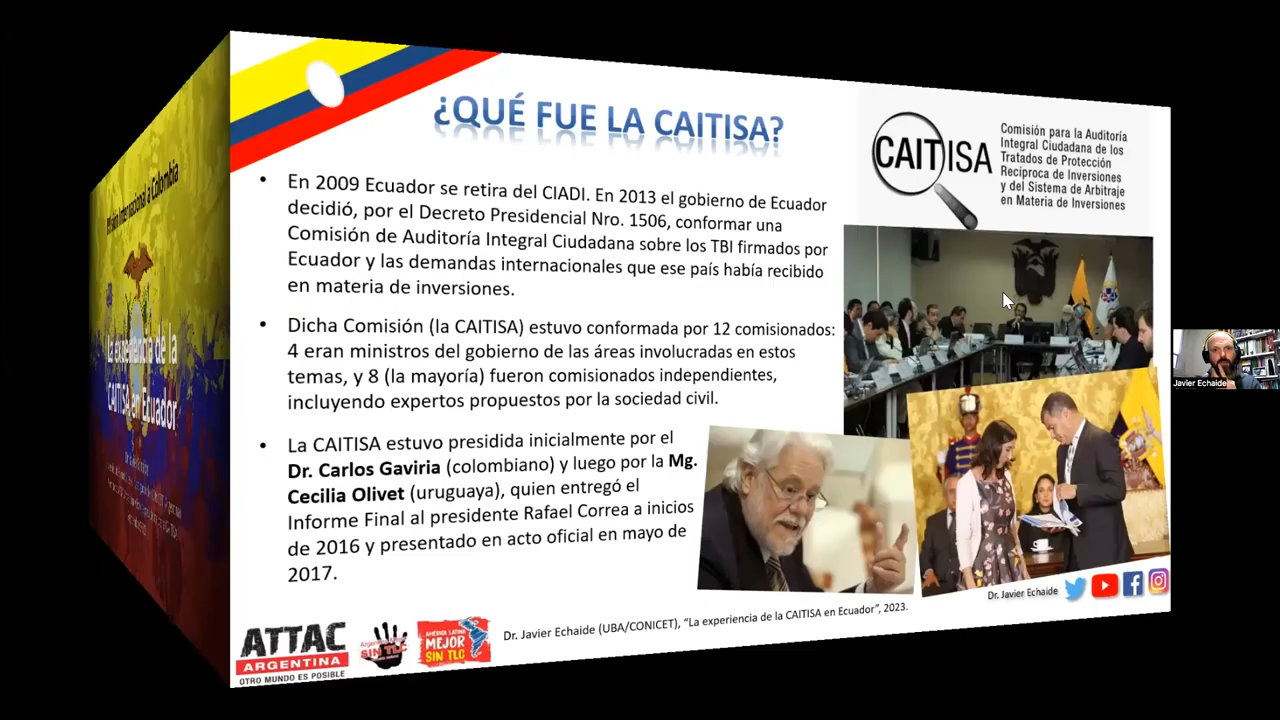 Misión Internacional a Colombia
La experiencia de la
CAITISA en Ecuador
¿QUÉ FUE LA CAITISA?
CAITISA
Comisión para la Auditoría
Integral Ciudadana de los
Tratados de Protección
Recíproca de Inversiones
y del Sistema de Arbitraje
en Materia de Inversiones
• En 2009 Ecuador se retira del CIADI. En 2013 el gobierno de Ecuador
decidió, por el Decreto Presidencial Nro. 1506, conformar una
Comisión de Auditoría Integral Ciudadana sobre los TBI firmados por
Ecuador y las demandas internacionales que ese país había recibido
en materia de inversiones.
• Dicha Comisión (la CAITISA) estuvo conformada por 12 comisionados:
4 eran ministros del gobierno de las áreas involucradas en estos
temas, y 8 (la mayoría) fueron comisionados independientes,
incluyendo expertos propuestos por la sociedad civil.
• La CAITISA estuvo presidida inicialmente por el
Dr. Carlos Gaviria (colombiano) y luego por la Mg.
Cecilia Olivet (uruguaya), quien entregó el
Informe Final al presidente Rafael Correa a inicios
de 2016 y presentado en acto oficial en mayo de
2017.
Javier Echaide
Dr. Javier Echaide
ATTAC
ARGENTINA
OTRO MUNDO ES POSIBLE
SIN TLC
AMÉRICA LATINA
MEJOR
SIN TLC
Dr. Javier Echaide (UBA/CONICET), “La experiencia de la CAITISA en Ecuador”, 2023.